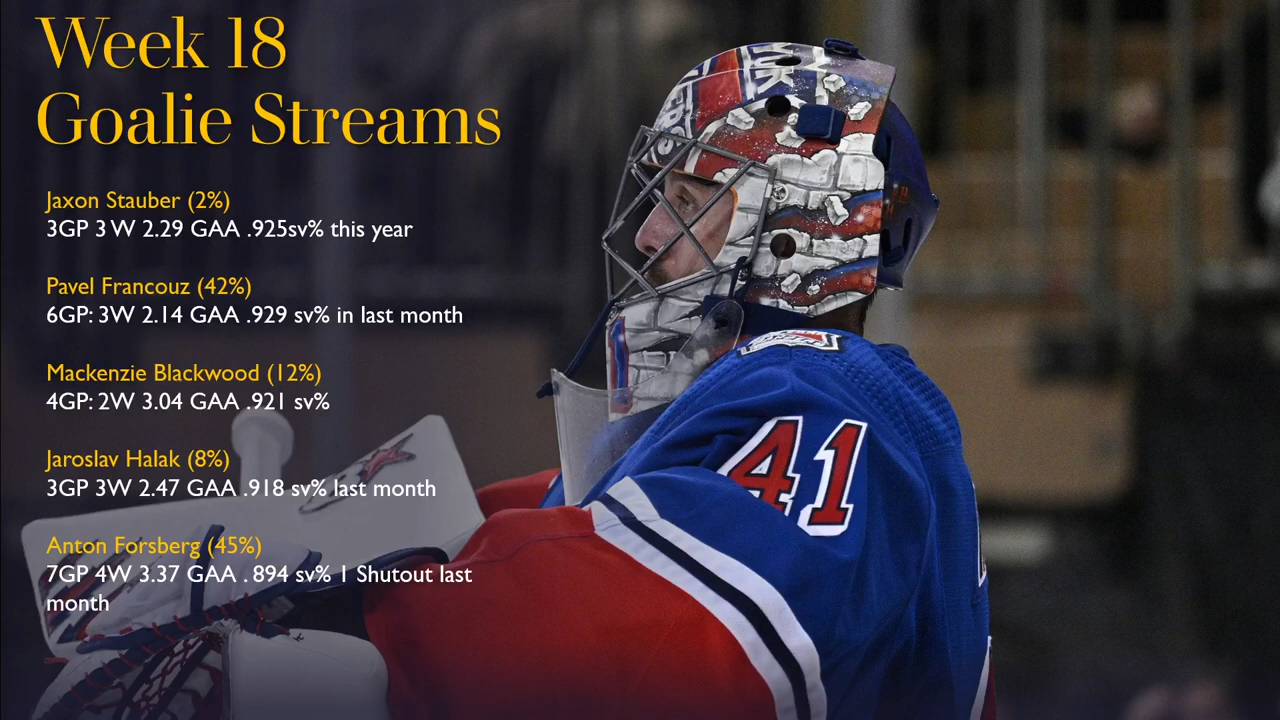 Week 18
Goalie Streams
Jaxon Stauber (2%)
3GP 3 W 2.29 GAA .925sv% this year
Pavel Francouz (42%)
6GP: 3W 2.14 GAA .929 sv% in last month
Mackenzie Blackwood (12%)
4GP: 2W 3.04 GAA .921 sv%
Jaroslav Halak (8%)
3GP 3W 2.47 GAA .918 sv% last month
Anton Forsberg (45%)
7GP 4W 3.37 GAA . 894 sv% 1 Shutout last
month
41